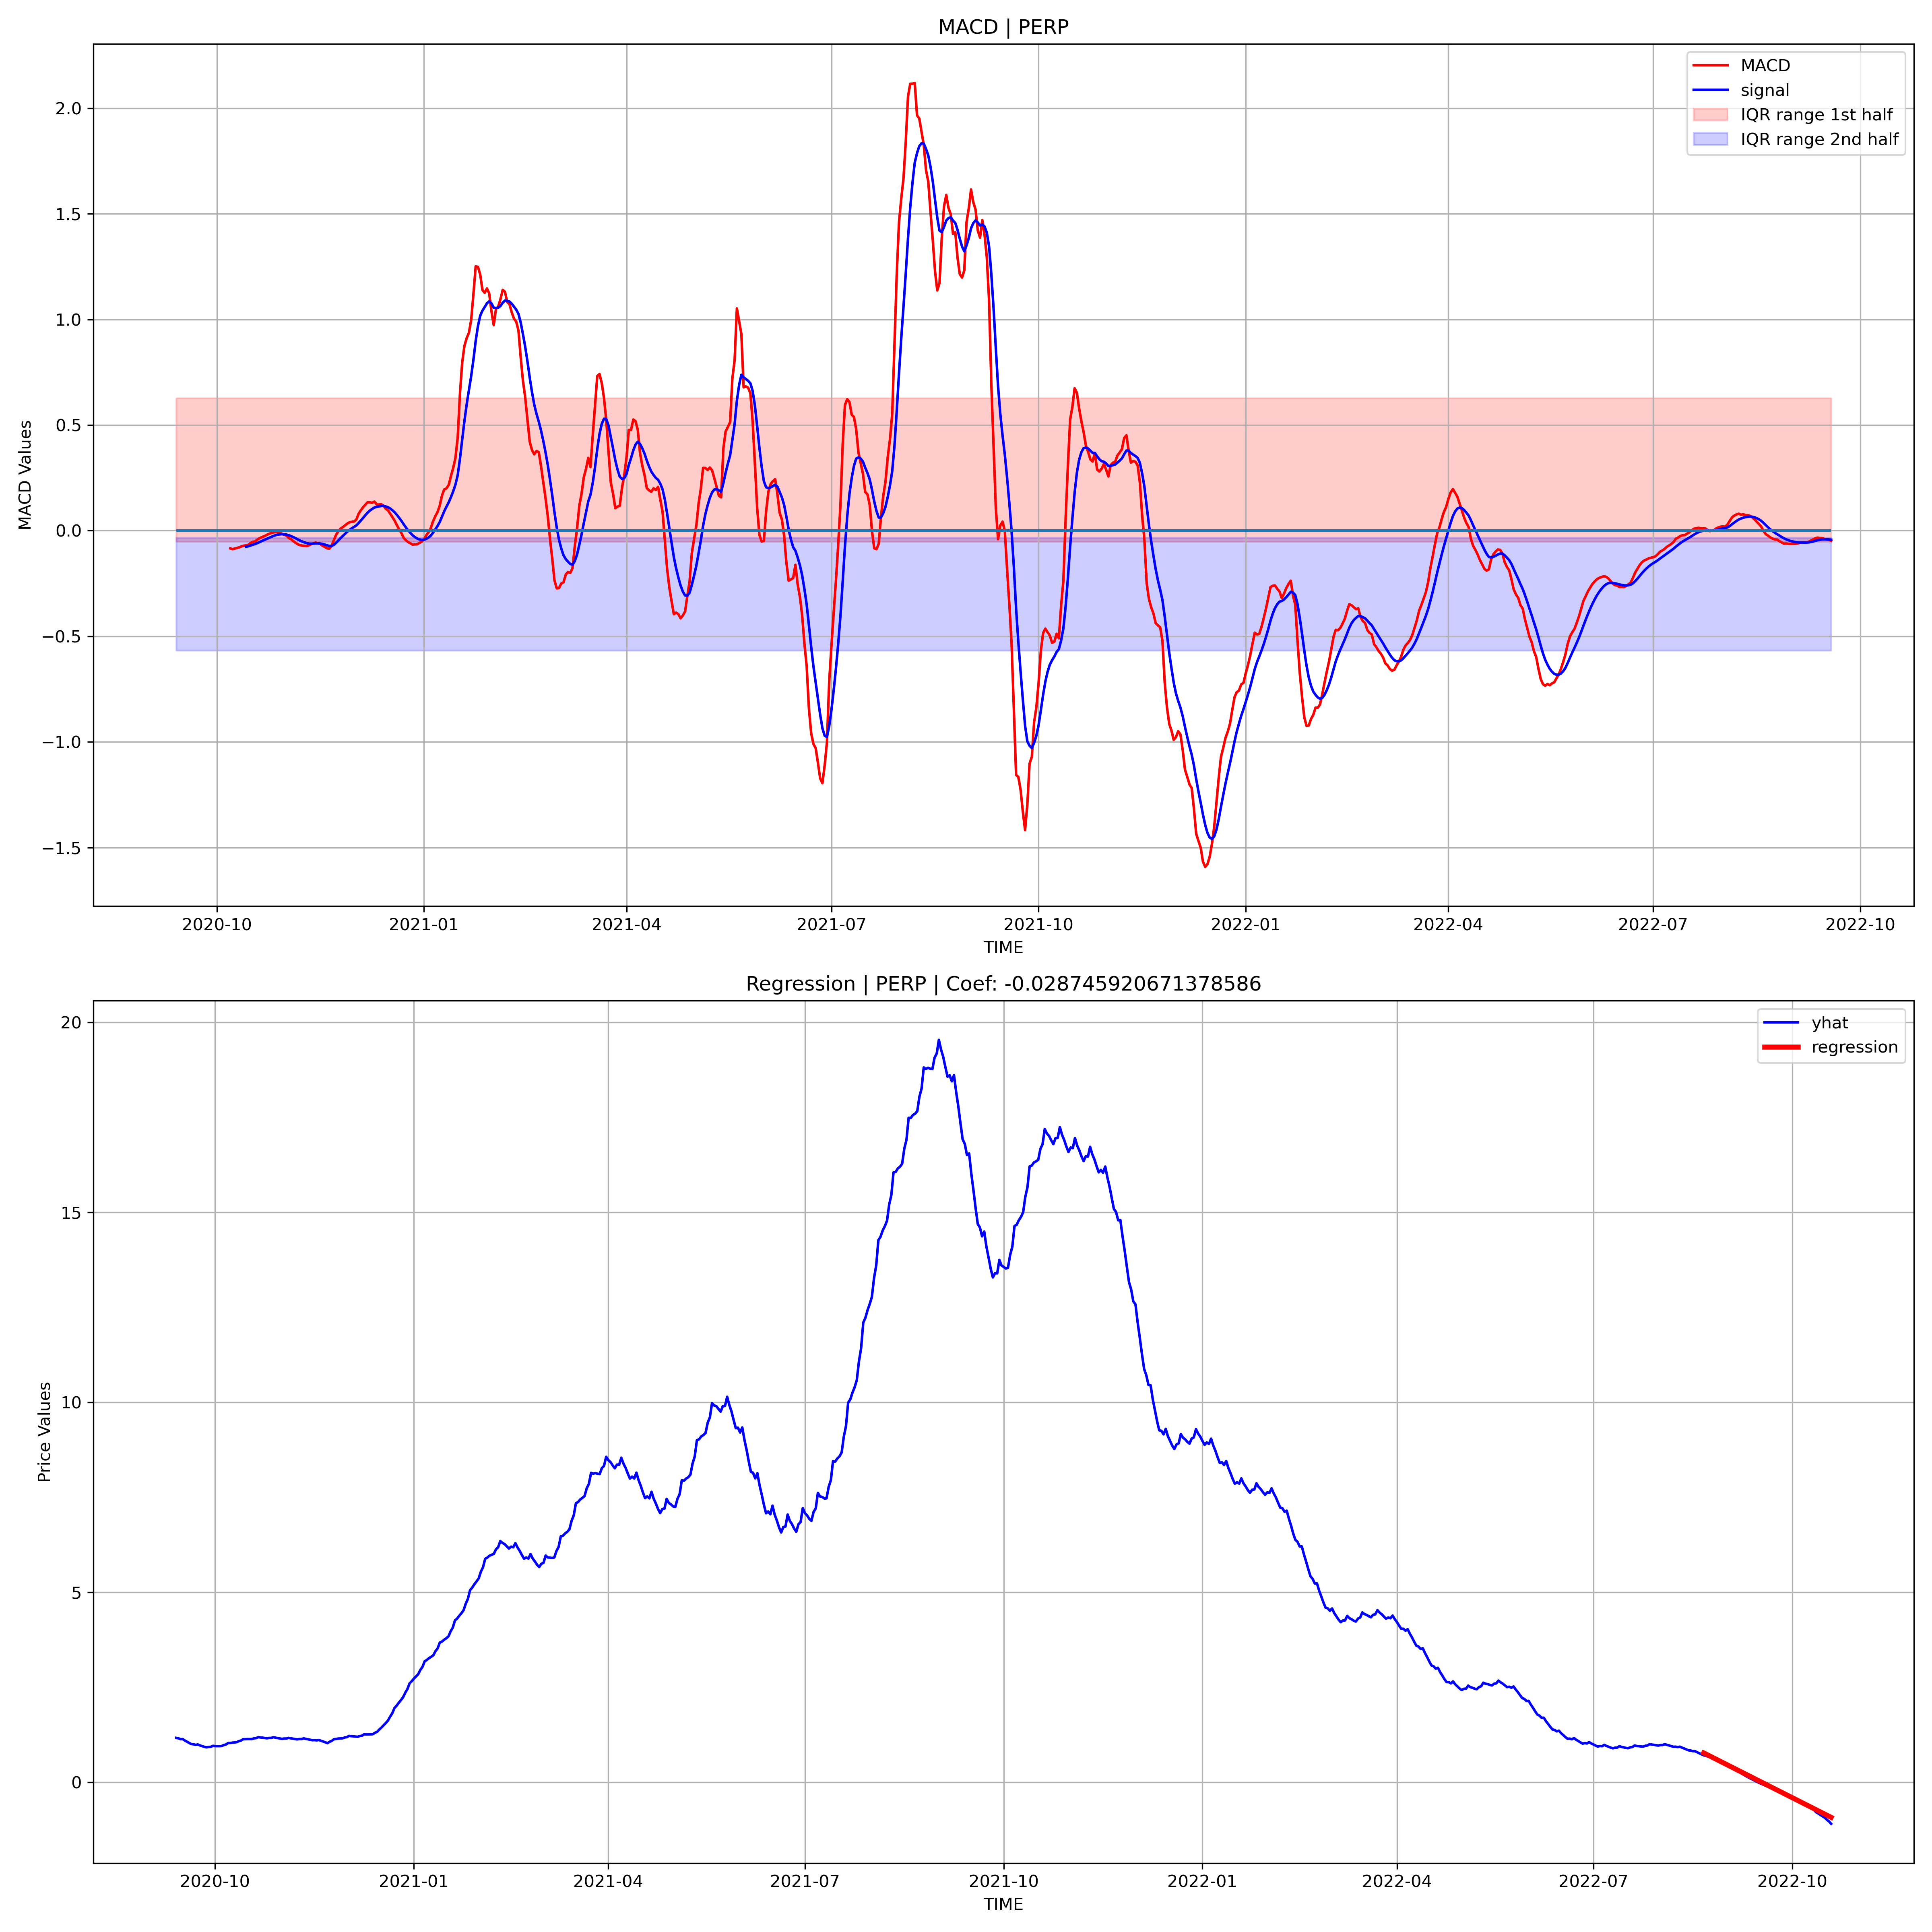 MACD | PERP
MACD
signal
IQR range 1st half
IQR range 2nd half
MACD Values
2.0
1.5
1.0
0.5
0.0
−0.5
−1.0
−1.5
2020-10 2021-01 2021-04 2021-07 2021-10 2022-01 2022-04 2022-07 2022-10
TIME
Regression | PERP | Coef: -0.028745920671378586
yhat
regression
Price Values
20
15
10
5
0
2020-10 2021-01 2021-04 2021-07 2021-10 2022-01 2022-04 2022-07 2022-10
TIME